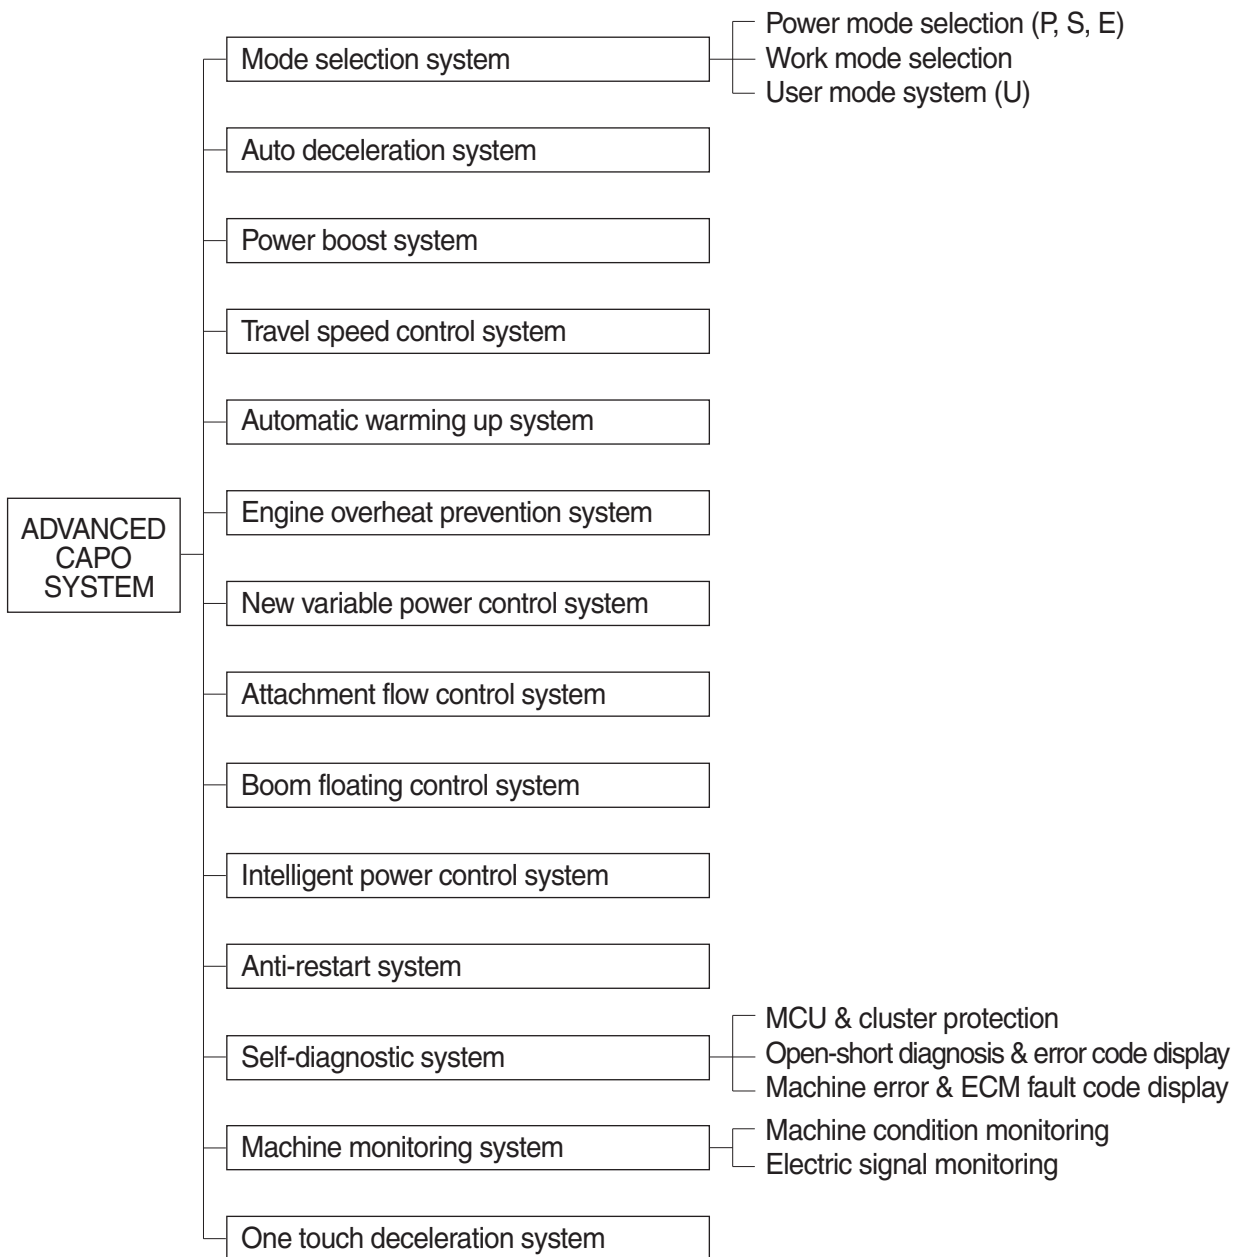 Power mode selection (P, S, E)
Mode selection system
Work mode selection
User mode system (U)
Auto deceleration system
Power boost system
Travel speed control system
Automatic warming up system
Engine overheat prevention system
ADVANCED
CAPO
SYSTEM
New variable power control system
Attachment flow control system
Boom floating control system
Intelligent power control system
Anti-restart system
MCU & cluster protection
Self-diagnostic system
Open-short diagnosis & error code display
Machine error & ECM fault code display
Machine condition monitoring
Machine monitoring system
Electric signal monitoring
One touch deceleration system